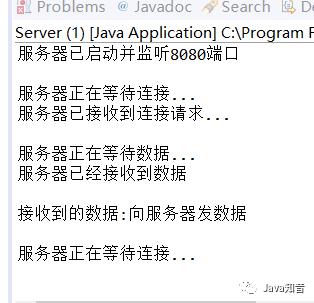 Problems @ Javadoc Search De
Server (1) [Java Application] C:\Program F
服务器已启动并监听8080端口
服务器正在等待连接...
服务器已接收到连接请求...
服务器正在等待数据...
服务器已经接收到数据
接收到的数据:向服务器发数据
服务器正在等待连接...
Java知音